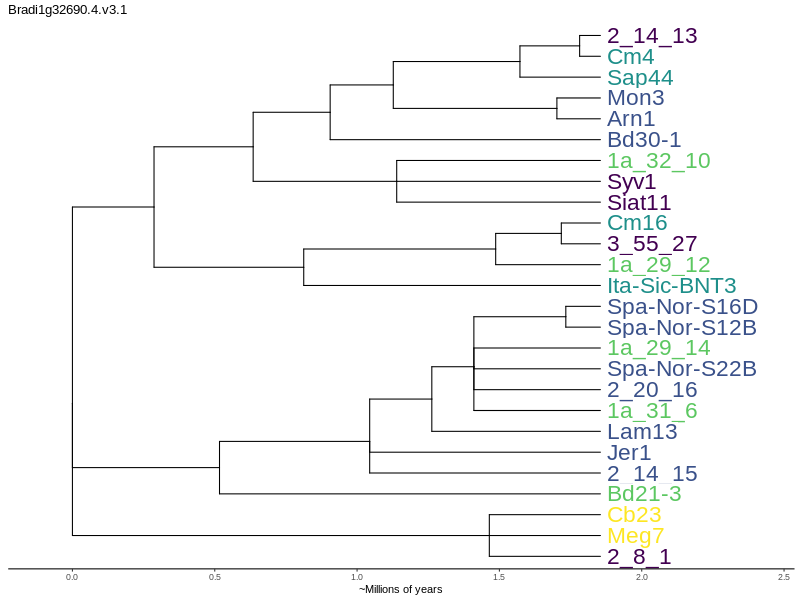 Bradi1g32690.4.v3.1
2_14_13
Cm4
Sap44
Mon3
Arn1
Bd30-1
1a_32_10
Syv1
Siat11
Cm16
3_55_27
1a_29_12
Ita-Sic-BNT3
Spa-Nor-S16D
Spa-Nor-S12B
1a_29_14
Spa-Nor-S22B
2_20_16
1a_31_6
Lam13
Jer1
2_14_15
Bd21-3
Cb23
Meg7
2_8_1
0.0 0.5 1.0 1.5 2.0 2.5
~Millions of years